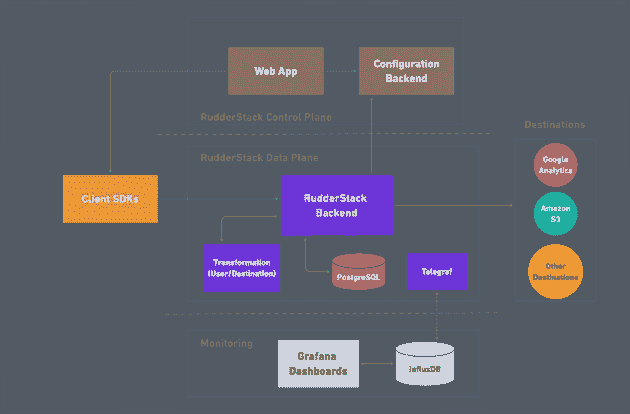 Web App
Configuration
Backend
RudderStack Control Plane
Destinations
RudderStack Data Plane
Google
Analytics
Client SDKs
RudderStack
Backend
Amazon
S3
Transformation
(User/Destination)
PostgreSQL
Telegraf
Other
Destinations
Monitoring
Grafana
Dashboards
InfluxDB